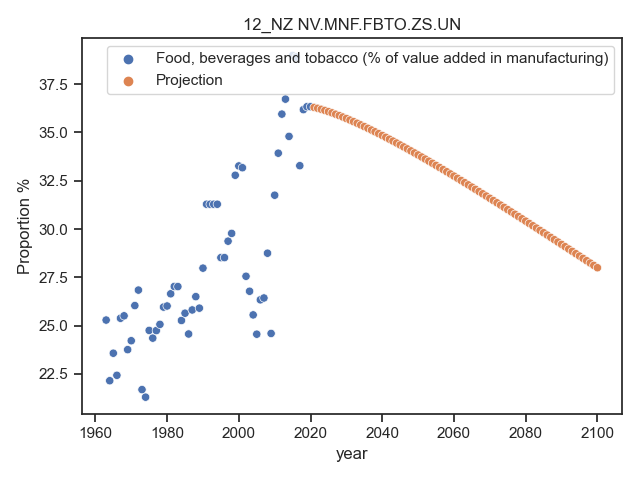 12_NZ NV.MNF.FBTO.ZS.UN
Food, beverages and tobacco (% of value added in manufacturing)
Projection
Proportion %
37.5
35.0
32.5
30.0
27.5
25.0
22.5
1960 1980 2000 2020 2040 2060 2080 2100
year